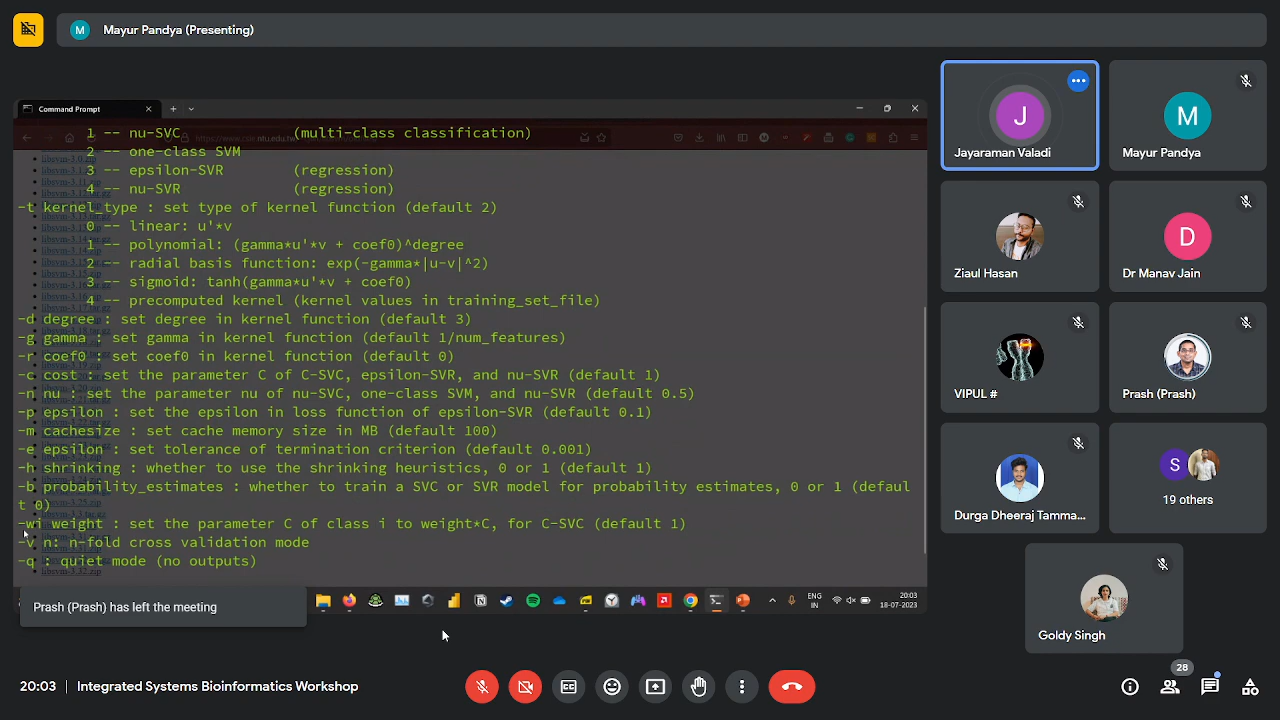 M Mayur Pandya (Presenting)
Command Prompt
1 -- nu-SVC (multi-class classification)
2 -- one-class SVM
3 -- epsilon-SVR (regression)
4 -- nu-SVR (regression)
-t kernel_type : set type of kernel function (default 2)
0 -- linear: u'*v
1 -- polynomial: (gamma*u'*v + coef0)^degree
2 -- radial basis function: exp(-gamma*|u-v|^2)
3 -- sigmoid: tanh(gamma*u'*v + coef0)
4 -- precomputed kernel (kernel values in training_set_file)
-d degree : set degree in kernel function (default 3)
-g gamma : set gamma in kernel function (default 1/num_features)
-r coef0 : set coef0 in kernel function (default 0)
-c cost : set the parameter C of C-SVC, epsilon-SVR, and nu-SVR (default 1)
-n nu : set the parameter nu of nu-SVC, one-class SVM, and nu-SVR (default 0.5)
-p epsilon : set the epsilon in loss function of epsilon-SVR (default 0.1)
-m cachesize : set cache memory size in MB (default 100)
-e epsilon : set tolerance of termination criterion (default 0.001)
-h shrinking : whether to use the shrinking heuristics, 0 or 1 (default 1)
-b probability_estimates : whether to train a SVC or SVR model for probability estimates, 0 or 1 (defaul
t 0)
-wi weight : set the parameter C of class i to weight*C, for C-SVC (default 1)
-v n: n-fold cross validation mode
-q : quiet mode (no outputs)
Prash (Prash) has left the meeting
ENG
IN
20:03
18-07-2023
J
Jayaraman Valadi
M
Mayur Pandya
Ziaul Hasan
D
Dr Manav Jain
VIPUL #
Prash (Prash)
Durga Dheeraj Tamma...
S
19 others
Goldy Singh
20:03 | Integrated Systems Bioinformatics Workshop
28